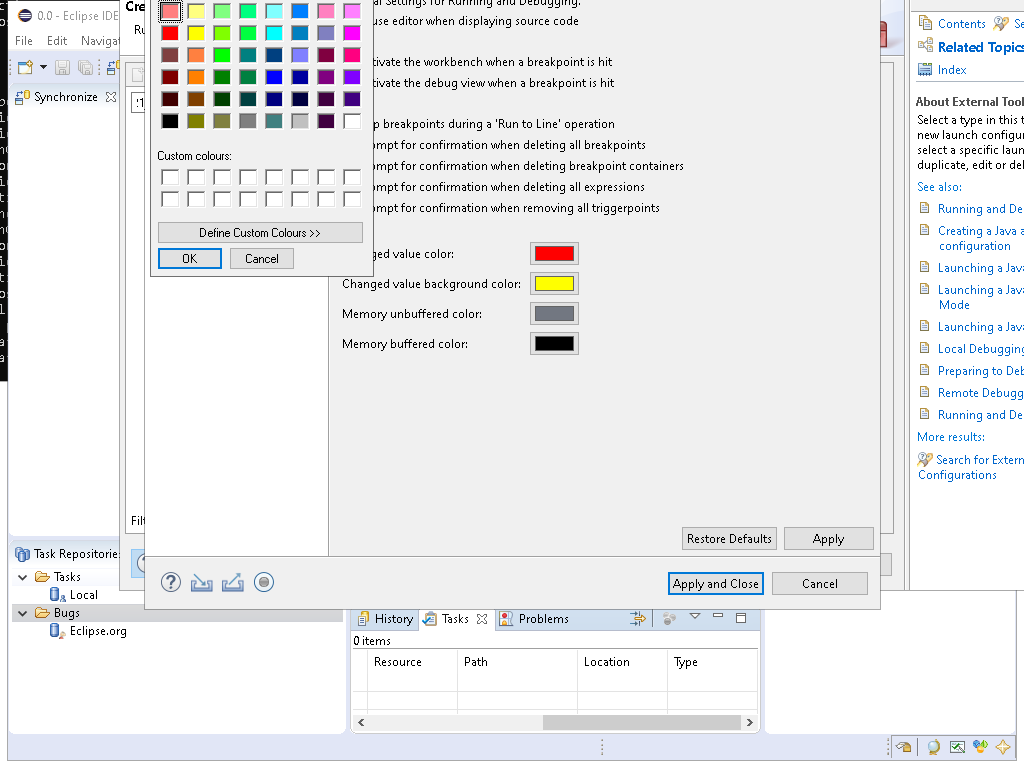 0.0 - Eclipse IDE
File Edit
Synchronize
Custom colours:
Define Custom Colours >>
OK Cancel
Settings for Running and Debugging.
use editor when displaying source code
tivate the workbench when a breakpoint is hit
tivate the debug view when a breakpoint is hit
p breakpoints during a 'Run to Line' operation
ompt for confirmation when deleting all breakpoints
ompt for confirmation when deleting breakpoint containers
ompt for confirmation when deleting all expressions
ompt for confirmation when removing all triggerpoints
value color:
Changed value background color:
Memory unbuffered color:
Memory buffered color:
Restore Defaults Apply
Apply and Close Cancel
Contents Se
Related Topics
Index
About External Tool
Select a type in this t
new launch configur
select a specific laun
duplicate, edit or del
See also:
Running and De
Creating a Java a
configuration
Launching a Java
Launching a Java
Mode
Launching a Java
Local Debugging
Preparing to Deb
Remote Debugg
Running and De
More results:
Search for Extern
Configurations
Task Repositorie
Tasks
Local
Bugs
Eclipse.org
History Tasks Problems
0 items
Resource Path Location Type